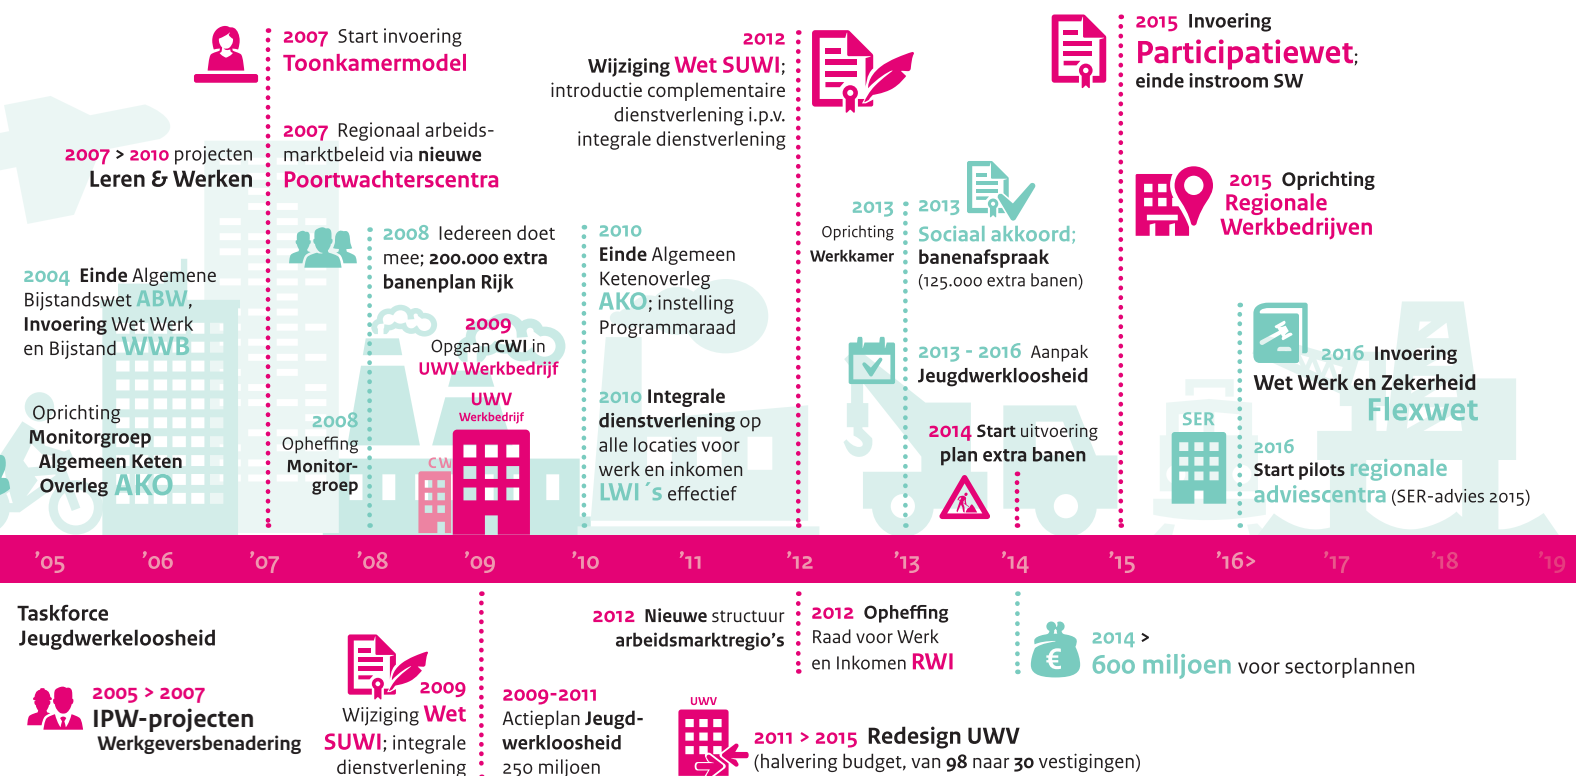 2007 Start invoering
Toonkamermodel
2007 > 2010 projecten
Leren & Werken
2007 Regionaal arbeids-
marktbeleid via nieuwe
Poortwachterscentra
2004 Einde Algemene
Bijstandswet ABW,
Invoering Wet Werk
en Bijstand WWB
Oprichting
Monitorgroep
Algemeen Keten
Overleg AKO
2008 Iedereen doet
mee; 200.000 extra
banenplan Rijk
2008
Opheffing
Monitor-
groep
2009
Opgaan CWI in
UWV Werkbedrijf
UWV
Werkbedrijf
CW
2010
Einde Algemeen
Ketenoverleg
AKO; instelling
Programmaraad
2010 Integrale
dienstverlening op
alle locaties voor
werk en inkomen
LWI ´s effectief
2012
Wijziging Wet SUWI;
introductie complementaire
dienstverlening i.p.v.
integrale dienstverlening
2013
Oprichting
Werkkamer
2013
Sociaal akkoord;
banenafspraak
(125.000 extra banen)
2013 - 2016 Aanpak
Jeugdwerkloosheid
2014 Start uitvoering
plan extra banen
2015 Invoering
Participatiewet;
einde instroom SW
2015 Oprichting
Regionale
Werkbedrijven
SER
2016 Invoering
Wet Werk en Zekerheid
Flexwet
2016
Start pilots regionale
adviescentra (SER-advies 2015)
’05 ’06 ’07 ’08 ’09 ’10 ’11 ’12 ’13 ’14 ’15 ’16> ’17 ’18 ’19
Taskforce
Jeugdwerkeloosheid
2005 > 2007
IPW-projecten
Werkgeversbenadering
2009
Wijziging Wet
SUWI; integrale
dienstverlening
2009-2011
Actieplan Jeugd-
werkloosheid
250 miljoen
2012 Nieuwe structuur
arbeidsmarktregio’s
2012 Opheffing
Raad voor Werk
en Inkomen RWI
UWV
2011 > 2015 Redesign UWV
(halvering budget, van 98 naar 30 vestigingen)
€
2014 >
600 miljoen voor sectorplannen